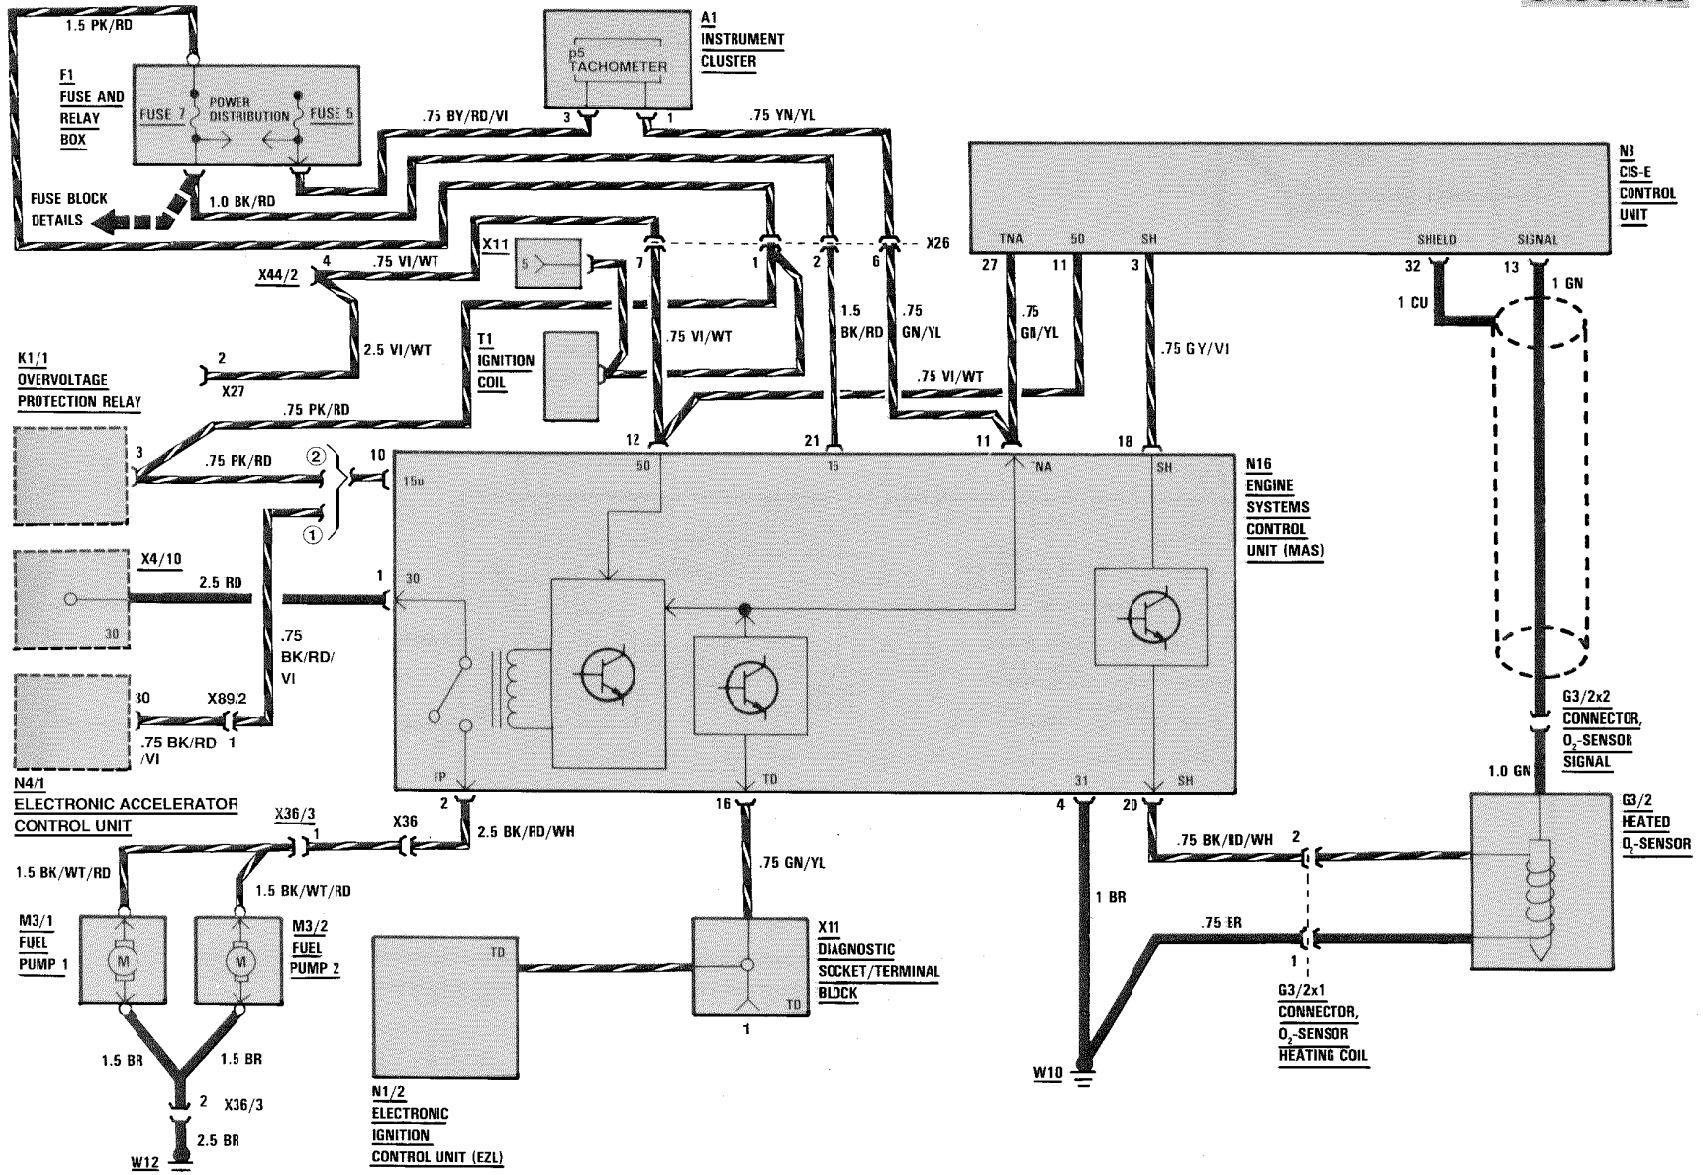 1.5 PK/RD
F1
FUSE AND
RELAY
BOX
FUSE 7
POWER
DISTRIBUTION
FUSE 5
FUSE BLOCK
DETAILS
1.0 BK/RD
A1
INSTRUMENT
CLUSTER
p5
TACHOMETER
3
1
.75 BY/RD/VI
.75 YN/YL
X26
7
1
2
6
X11
5
4
X44/2
.75 VI/WT
2.5 VI/WT
2
X27
T1
IGNITION
COIL
.75 VI/WT
1.5
BK/RD
.75
GN/YL
.75
GN/YL
.75 VI/WT
.75 GY/VI
N3
CIS-E
CONTROL
UNIT
TNA
50
SH
SHIELD
SIGNAL
27
11
3
32
13
1 CU
1 GN
K1/1
OVERVOLTAGE
PROTECTION RELAY
3
.75 PK/RD
.75 PK/RD
2
1
10
12
21
11
18
15u
50
15
TNA
SH
N16
ENGINE
SYSTEMS
CONTROL
UNIT (MAS)
X4/10
30
2.5 RD
1
30
.75
BK/RD/
VI
30
X89.2
1
.75 BK/RD
/VI
N4/1
ELECTRONIC ACCELERATOR
CONTROL UNIT
FP
TD
31
SH
2
16
4
20
X36/3
1
X36
2.5 BK/RD/WH
1.5 BK/WT/RD
1.5 BK/WT/RD
M3/1
FUEL
PUMP 1
M
M
M3/2
FUEL
PUMP 2
1.5 BR
1.5 BR
2
X36/3
2.5 BR
W12
.75 GN/YL
TD
N1/2
ELECTRONIC
IGNITION
CONTROL UNIT (EZL)
X11
DIAGNOSTIC
SOCKET/TERMINAL
BLOCK
TD
1
1 BR
W10
.75 BK/RD/WH
2
.75 BR
1
G3/2x1
CONNECTOR,
O₂-SENSOR
HEATING COIL
G3/2x2
CONNECTOR,
O₂-SENSOR
SIGNAL
1.0 GN
G3/2
HEATED
O₂-SENSOR